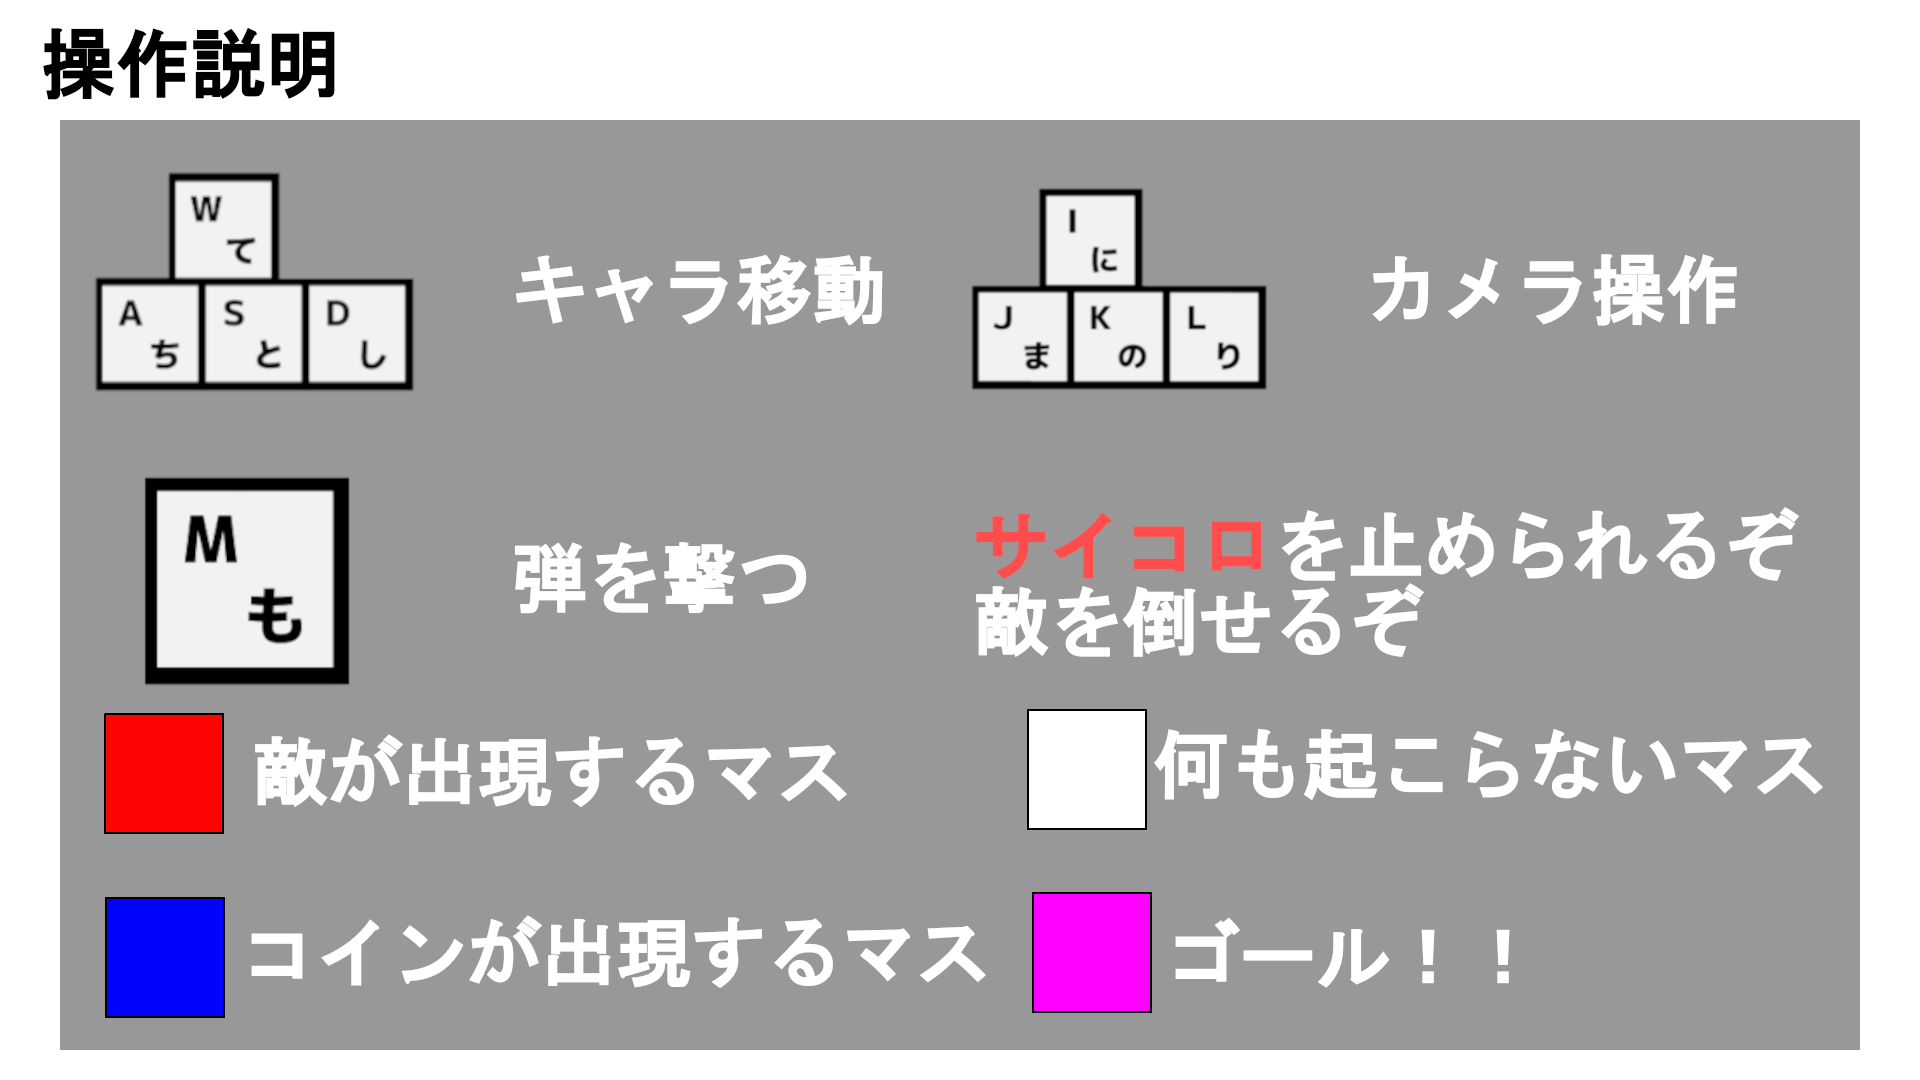 操作説明
W
て
A
ち
S
と
D
し
キャラ移動
I
に
J
ま
K
の
L
り
カメラ操作
M
も
弾を撃つ
サイコロを止められるぞ
敵を倒せるぞ
敵が出現するマス
何も起こらないマス
コインが出現するマス
ゴール！！